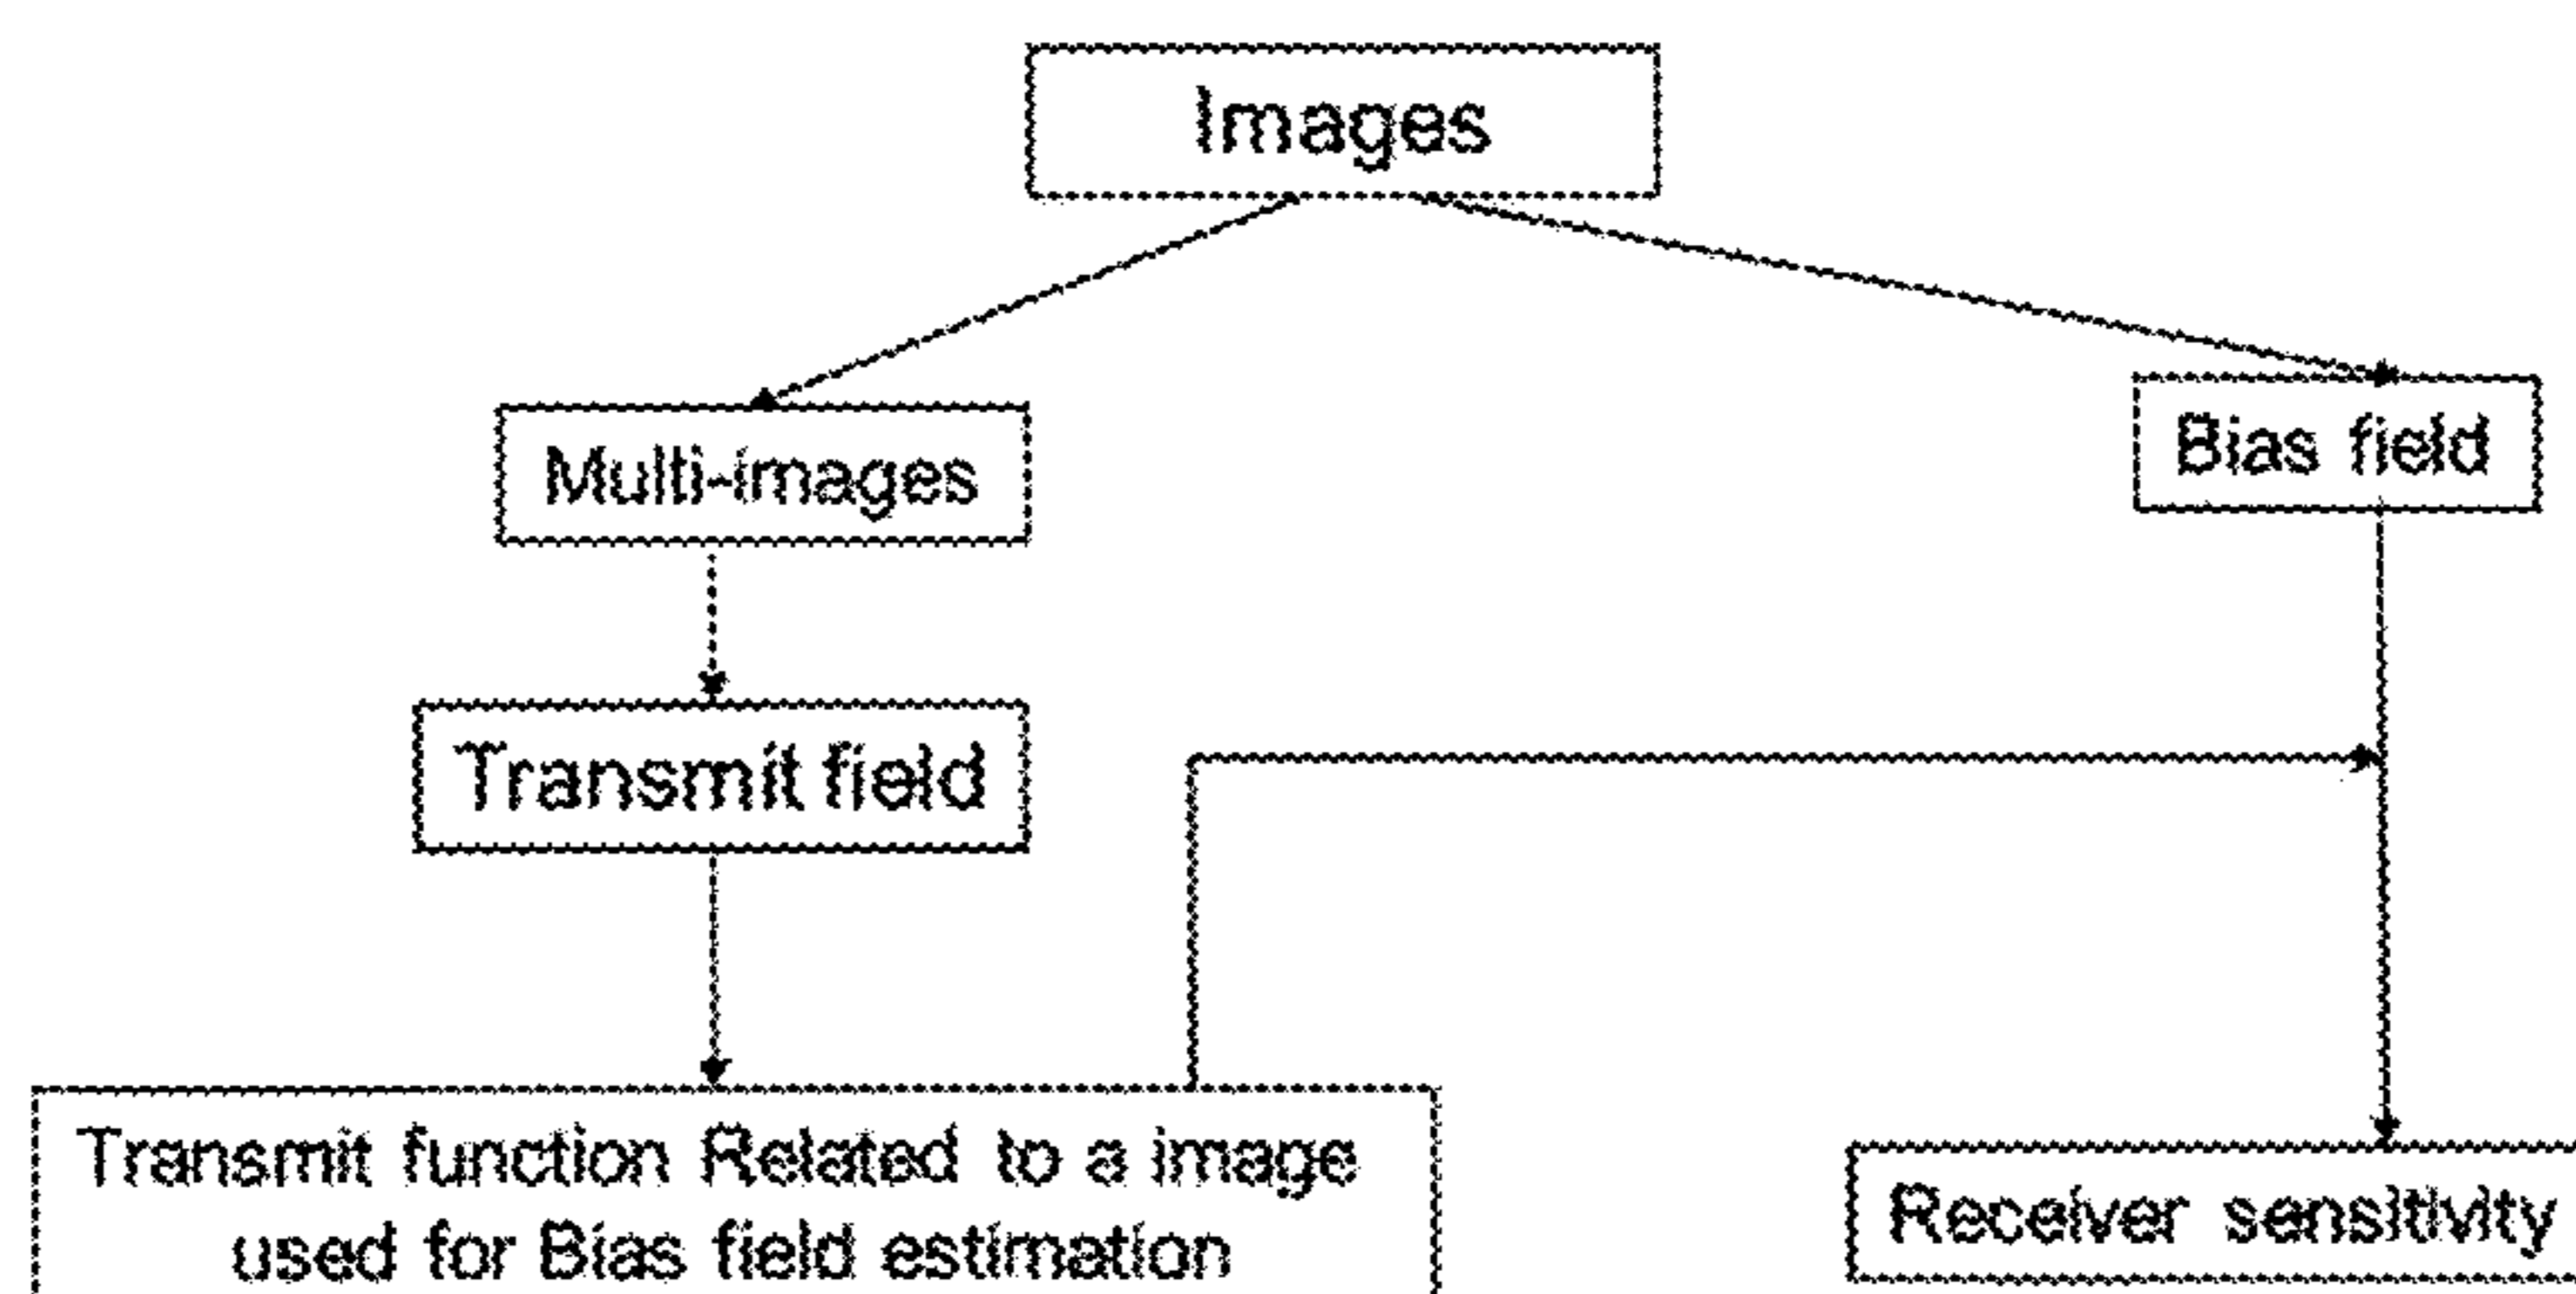 Images
Multi-images
Bias field
Transmit field
Transmit function Related to a image
used for Bias field estimation
Receiver sensitivity